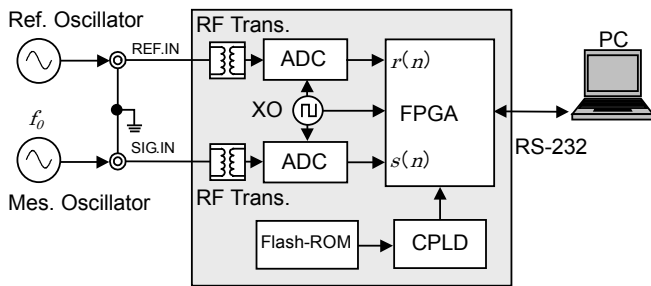 Ref. Oscillator
REF.IN
RF Trans.
ADC
r(n)
PC
XO
FPGA
f0
SIG.IN
ADC
s(n)
RS-232
Mes. Oscillator
RF Trans.
Flash-ROM
CPLD